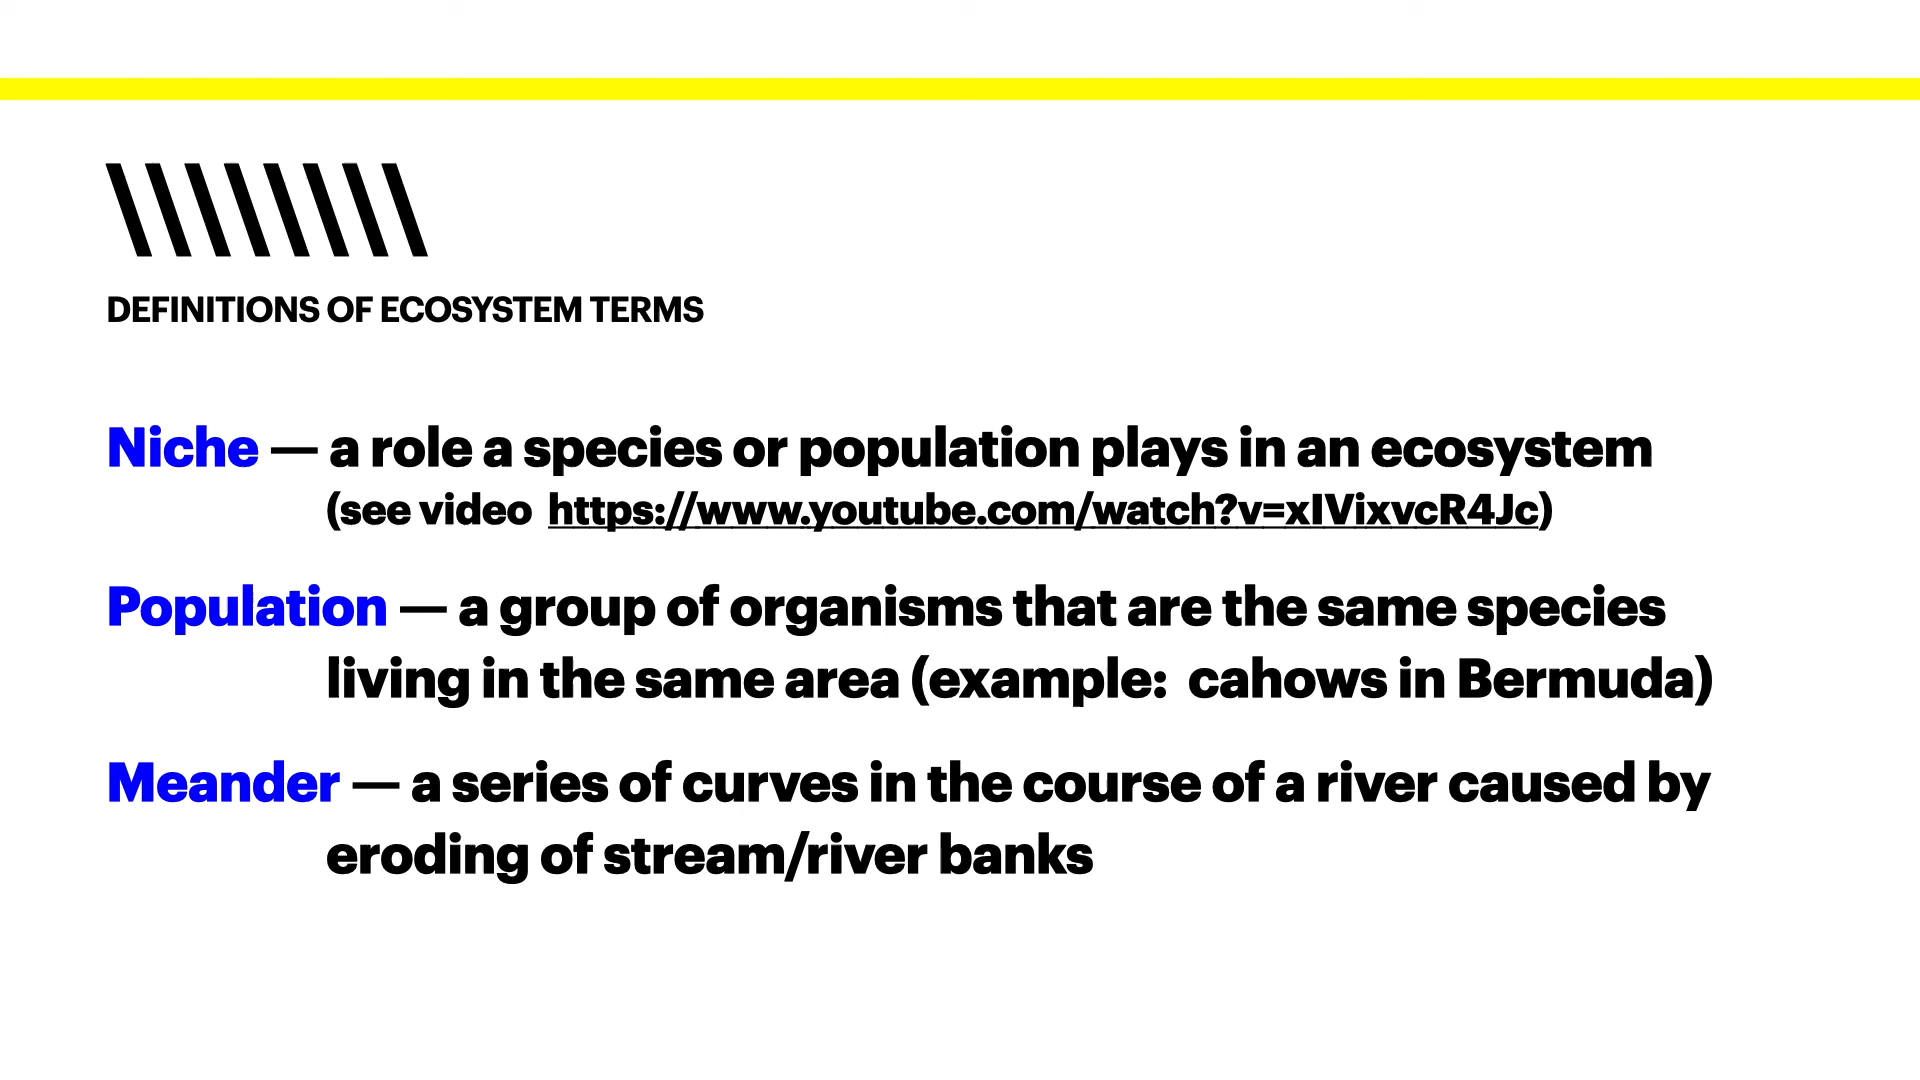 DEFINITIONS OF ECOSYSTEM TERMS
Niche — a role a species or population plays in an ecosystem
(see video  https://www.youtube.com/watch?v=xIVixvcR4Jc)
Population — a group of organisms that are the same species
living in the same area (example:  cahows in Bermuda)
Meander — a series of curves in the course of a river caused by
eroding of stream/river banks